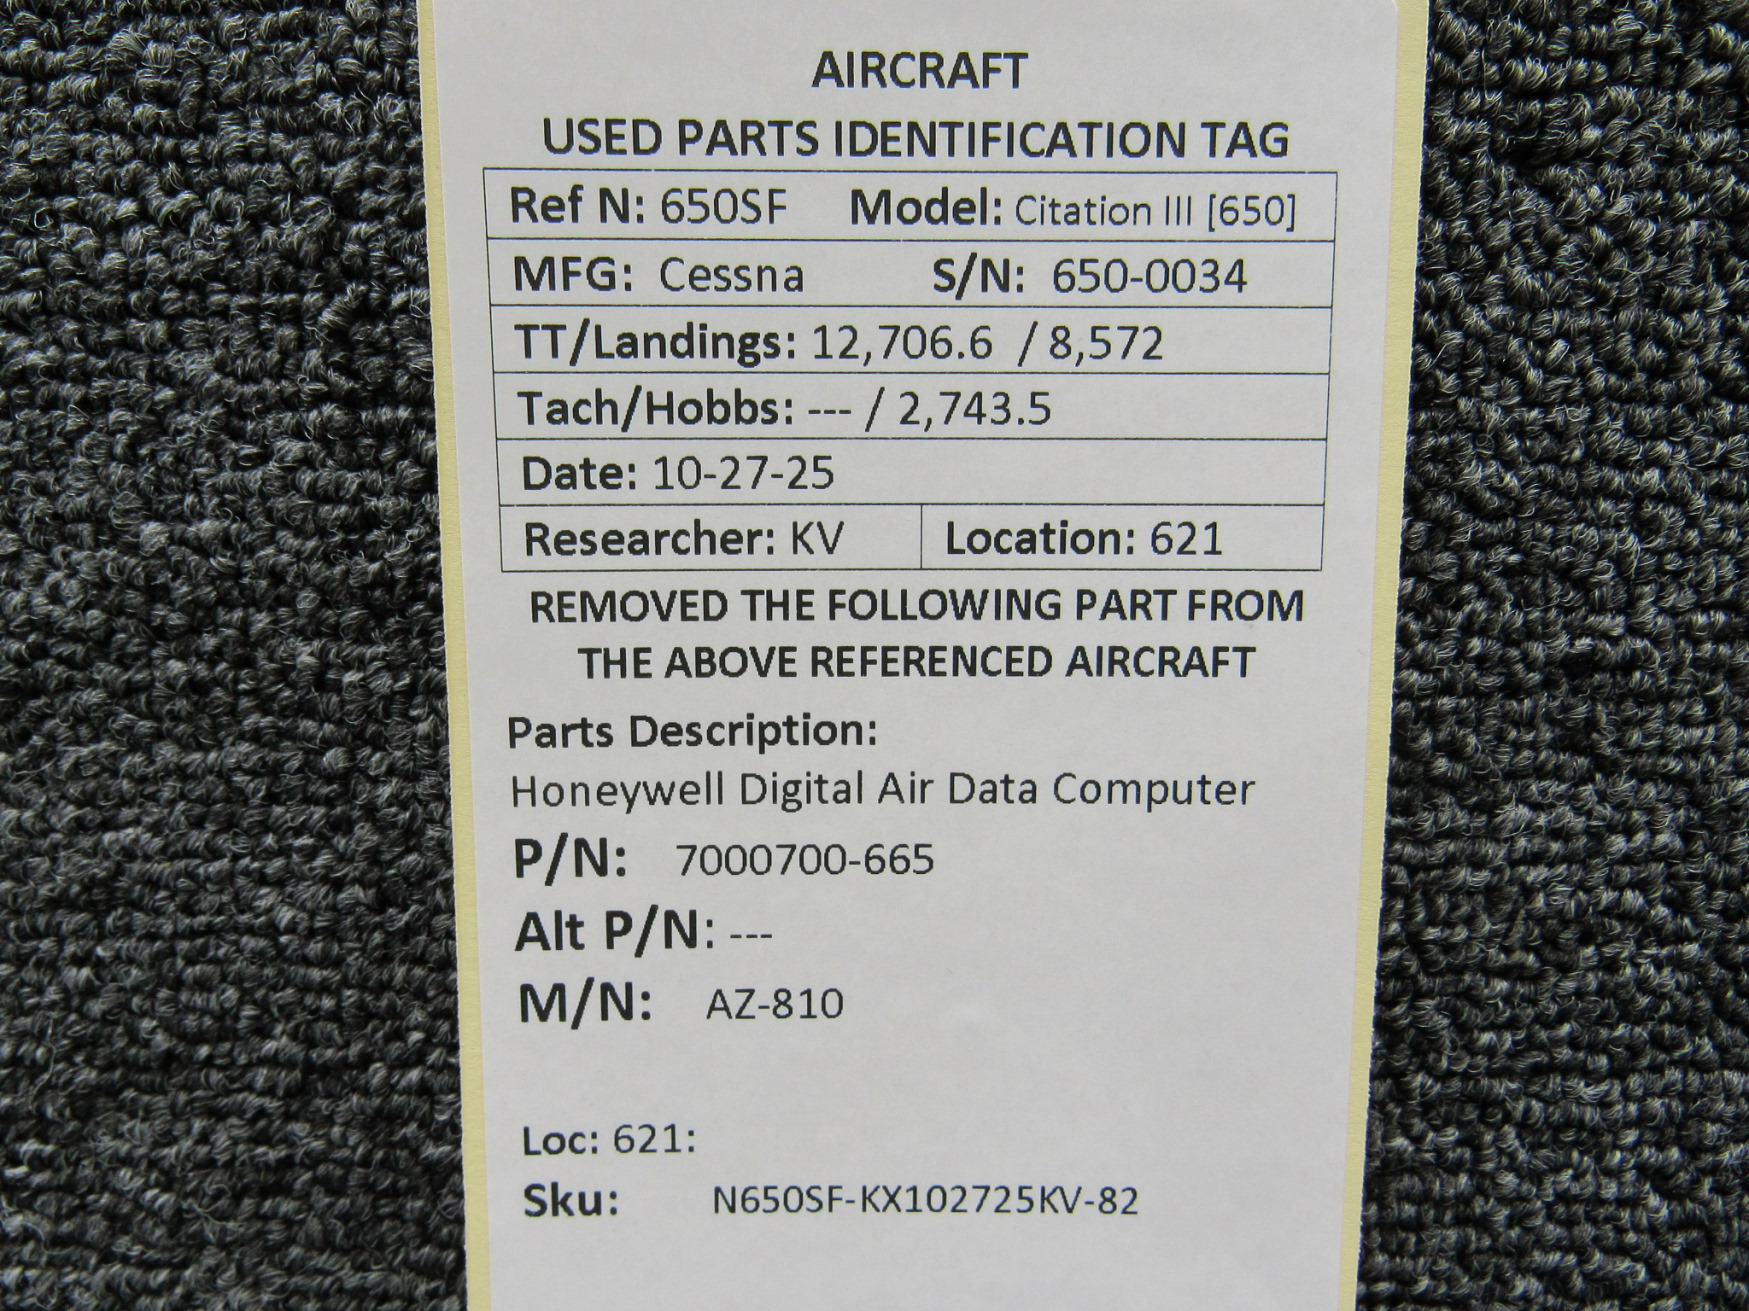 AIRCRAFT
USED PARTS IDENTIFICATION TAG
Ref N: 650SF Model: Citation III [650]
MFG: Cessna S/N: 650-0034
TT/Landings: 12,706.6 / 8,572
Tach/Hobbs: --- / 2,743.5
Date: 10-27-25
Researcher: KV Location: 621
REMOVED THE FOLLOWING PART FROM
THE ABOVE REFERENCED AIRCRAFT
Parts Description:
Honeywell Digital Air Data Computer
P/N: 7000700-665
Alt P/N: ---
M/N: AZ-810
Loc: 621:
Sku: N650SF-KX102725KV-82